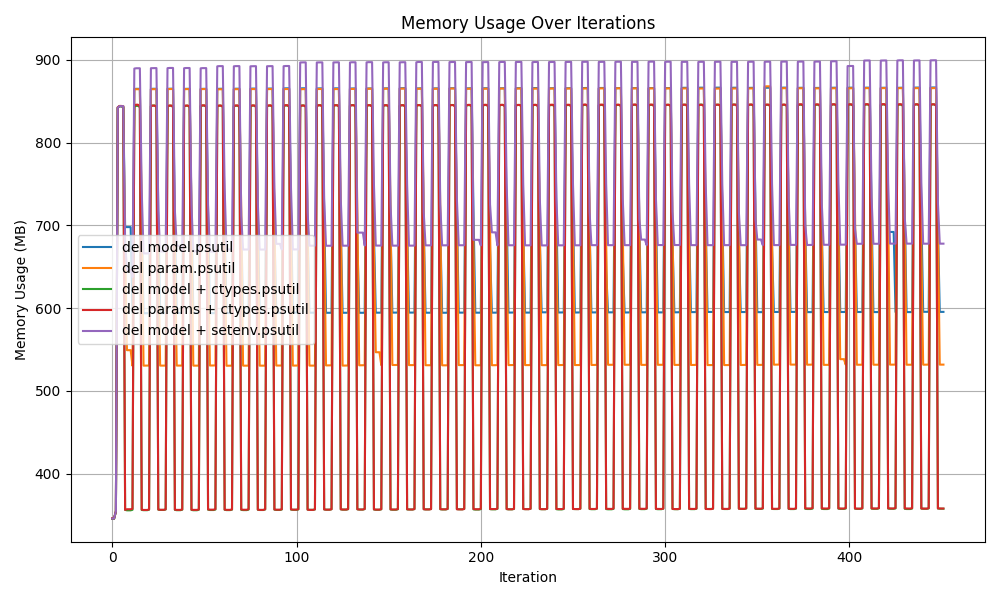 Memory Usage Over Iterations
Memory Usage (MB)
900
800
700
600
500
400
del model.psutil
del param.psutil
del model + ctypes.psutil
del params + ctypes.psutil
del model + setenv.psutil
0
100
200
300
400
Iteration